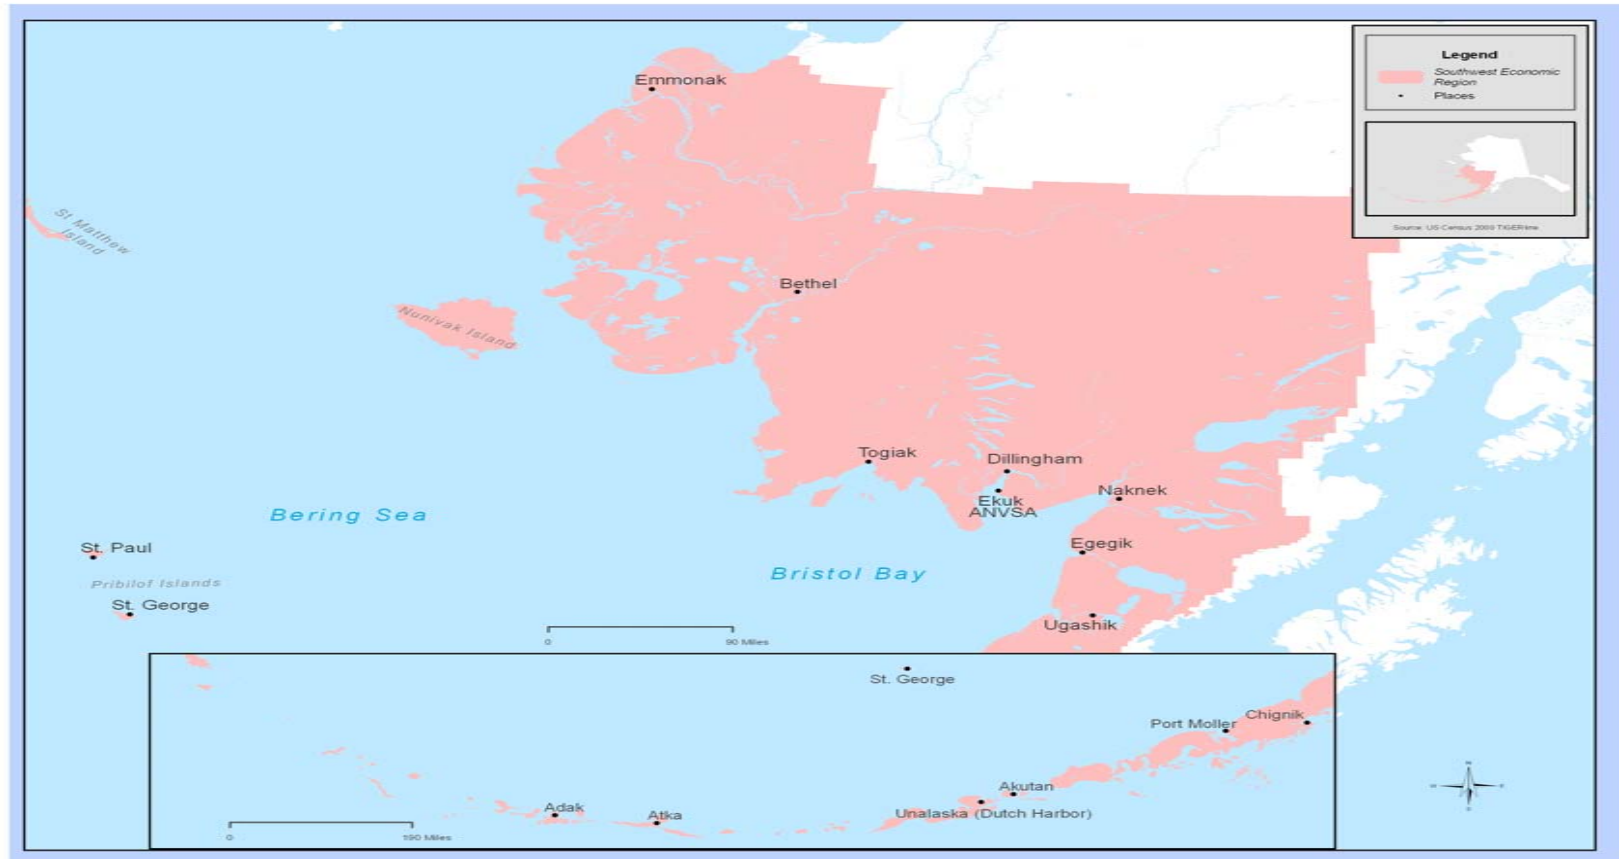 Legend
Southwest Economic
Region
Places
Source: US Census 2000 TIGERline
Emmonak
St Matthew
Island
Nunivak Island
Bethel
Togiak
Dillingham
Ekuk
ANVSA
Naknek
Bering Sea
Egegik
St. Paul
Bristol Bay
Pribilof Islands
St. George
Ugashik
0 90 Miles
St. George
Chignik
Port Moller
Akutan
Adak
Atka
Unalaska (Dutch Harbor)
0 190 Miles
N
W E
S